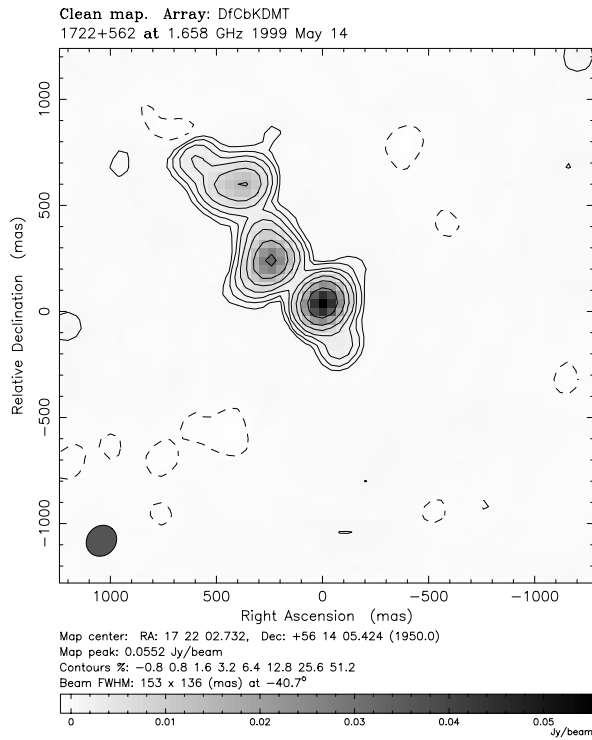 Clean map.  Array: DfCbKDMT
1722+562 at 1.658 GHz 1999 May 14
Relative Declination  (mas)
1000
500
0
−500
−1000
1000 500 0 −500 −1000
Right Ascension  (mas)
Map center:  RA: 17 22 02.732,  Dec: +56 14 05.424 (1950.0)
Map peak: 0.0552 Jy/beam
Contours %: −0.8 0.8 1.6 3.2 6.4 12.8 25.6 51.2
Beam FWHM: 153 x 136 (mas) at −40.7°
0 0.01 0.02 0.03 0.04 0.05
Jy/beam